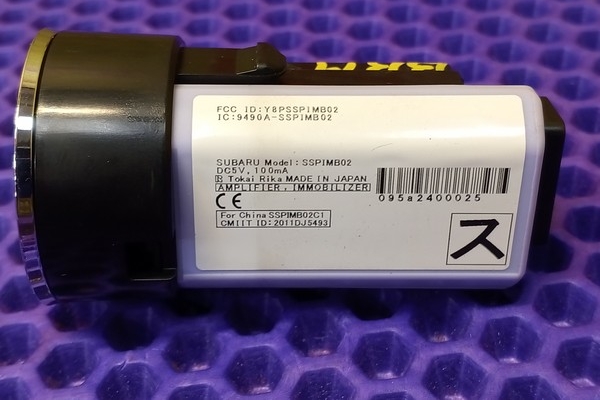 FCC ID:Y8PSSPIMB02
IC:9490A-SSPIMB02
SUBARU Model:SSPIMB02
DC5V,100mA
R Tokai Rika MADE IN JAPAN
AMPLIFIER, IMMOBILIZER
CE
For China SSPIMB02C1
CMIIT ID:2011DJ5493
095a2400025
ス